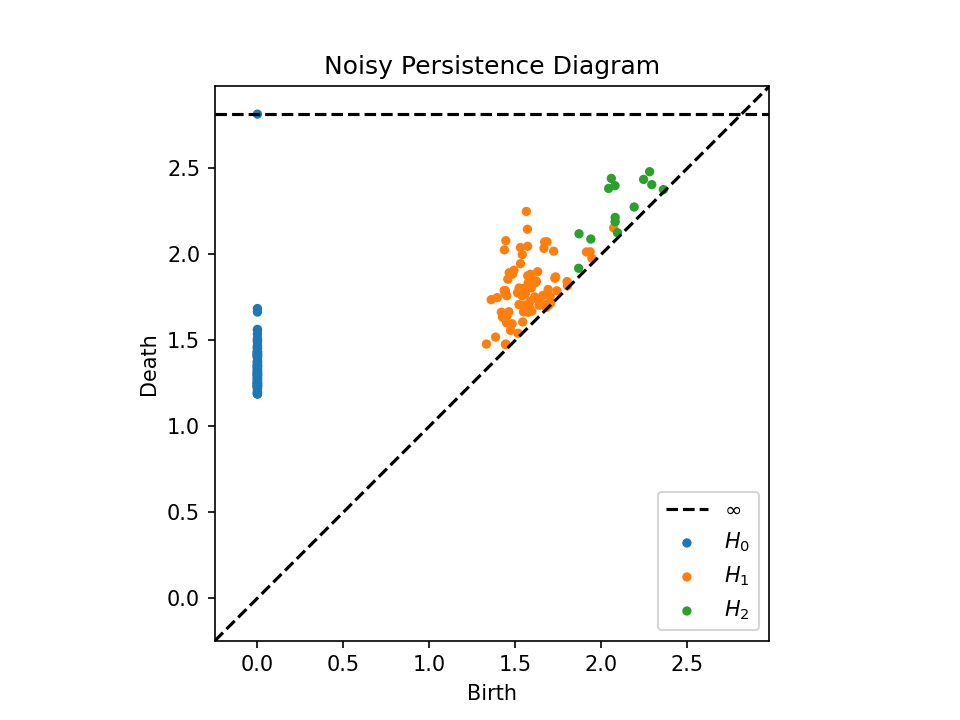 Noisy Persistence Diagram
Death
2.5
2.0
1.5
1.0
0.5
0.0
∞
H₀
H₁
H₂
0.0 0.5 1.0 1.5 2.0 2.5
Birth